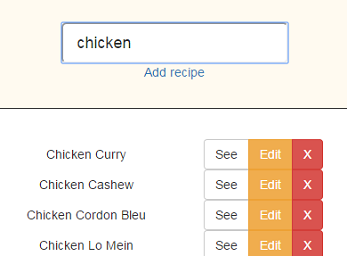 chicken
Add recipe
Chicken Curry See Edit X
Chicken Cashew See Edit X
Chicken Cordon Bleu See Edit X
Chicken Lo Mein See Edit X